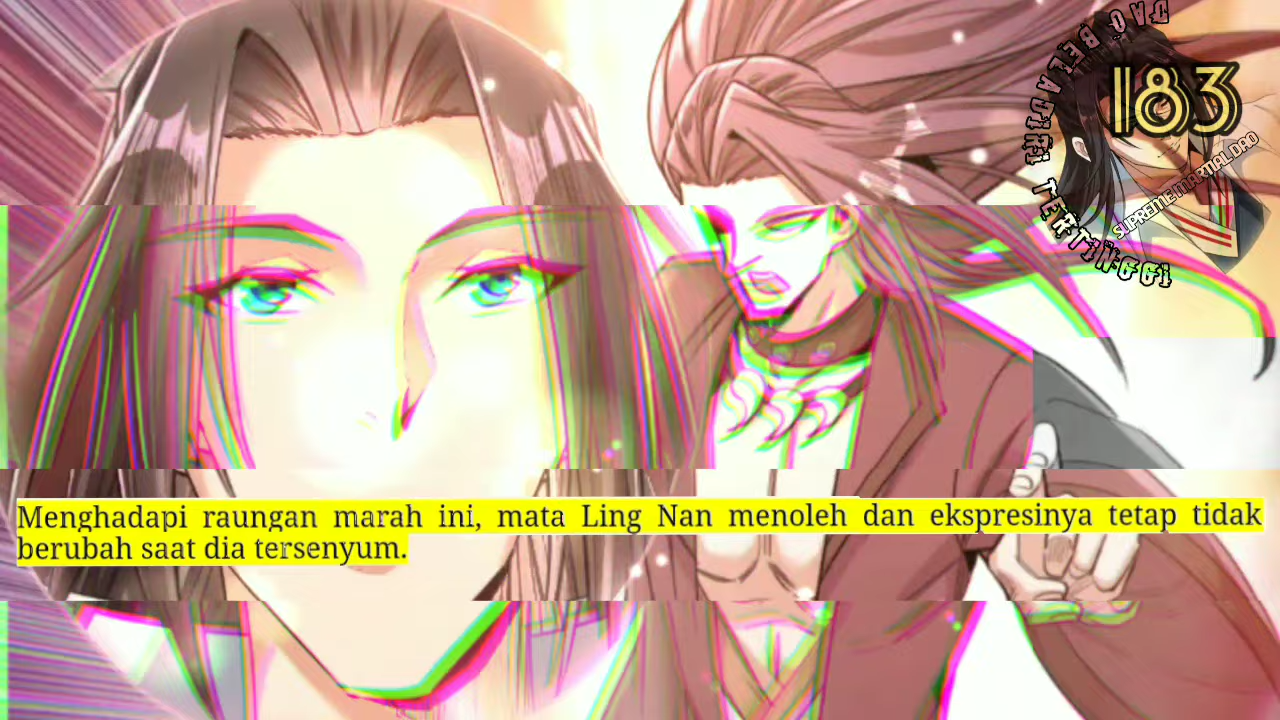 DAO BELADIRI TERTINGGI
183
SUPREME MARTIAL DAO
Menghadapi raungan marah ini, mata Ling Nan menoleh dan ekspresinya tetap tidak
berubah saat dia tersenyum.